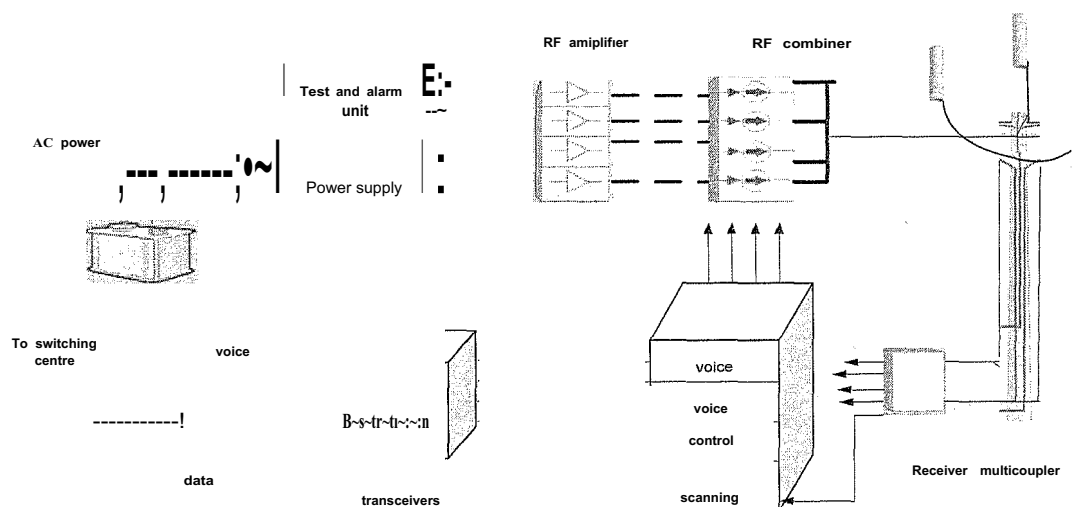 RF amiplifier
RF combiner
Test and alarm
unit
AC power
Power supply
To switching
centre
voice
voice
voice
control
data
transceivers
scanning
Receiver multicoupler